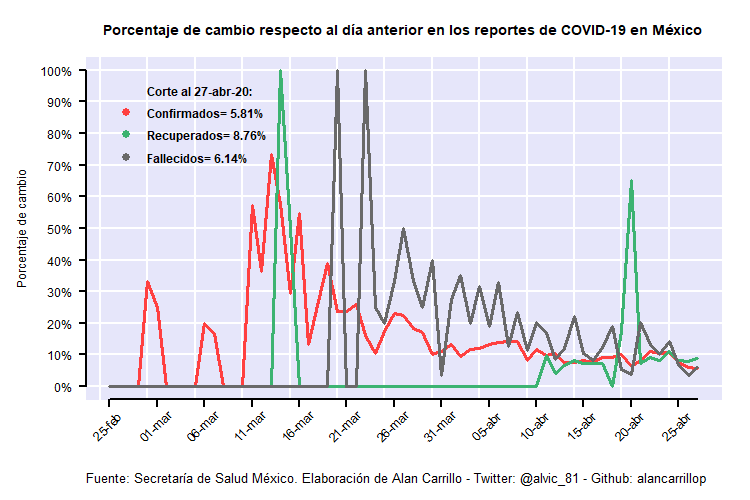 Porcentaje de cambio respecto al día anterior en los reportes de COVID-19 en México
Porcentaje de cambio
100%
90%
80%
70%
60%
50%
40%
30%
20%
10%
0%
Corte al 27-abr-20:
Confirmados= 5.81%
Recuperados= 8.76%
Fallecidos= 6.14%
25-feb
01-mar
06-mar
11-mar
16-mar
21-mar
26-mar
31-mar
05-abr
10-abr
15-abr
20-abr
25-abr
Fuente: Secretaría de Salud México. Elaboración de Alan Carrillo - Twitter: @alvic_81 - Github: alancarrillop